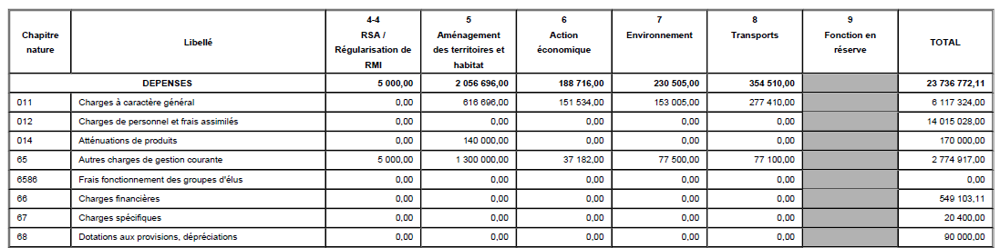 Chapitre nature | Libellé | 4-4 RSA / Régularisation de RMI | 5 Aménagement des territoires et habitat | 6 Action économique | 7 Environnement | 8 Transports | 9 Fonction en réserve | TOTAL
DEPENSES | 5 000,00 | 2 056 696,00 | 188 716,00 | 230 505,00 | 354 510,00 | | 23 736 772,11
011 | Charges à caractère général | 0,00 | 616 696,00 | 151 534,00 | 153 005,00 | 277 410,00 | | 6 117 324,00
012 | Charges de personnel et frais assimilés | 0,00 | 0,00 | 0,00 | 0,00 | 0,00 | | 14 015 028,00
014 | Atténuations de produits | 0,00 | 140 000,00 | 0,00 | 0,00 | 0,00 | | 170 000,00
65 | Autres charges de gestion courante | 5 000,00 | 1 300 000,00 | 37 182,00 | 77 500,00 | 77 100,00 | | 2 774 917,00
6586 | Frais fonctionnement des groupes d'élus | 0,00 | 0,00 | 0,00 | 0,00 | 0,00 | | 0,00
66 | Charges financières | 0,00 | 0,00 | 0,00 | 0,00 | 0,00 | | 549 103,11
67 | Charges spécifiques | 0,00 | 0,00 | 0,00 | 0,00 | 0,00 | | 20 400,00
68 | Dotations aux provisions, dépréciations | 0,00 | 0,00 | 0,00 | 0,00 | 0,00 | | 90 000,00